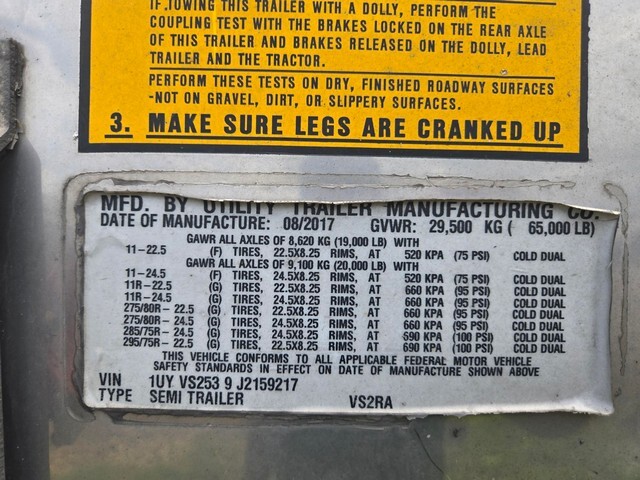 IF TOWING THIS TRAILER WITH A DOLLY, PERFORM THE
COUPLING TEST WITH THE BRAKES LOCKED ON THE REAR AXLE
OF THIS TRAILER AND BRAKES RELEASED ON THE DOLLY, LEAD
TRAILER AND THE TRACTOR.
PERFORM THESE TESTS ON DRY, FINISHED ROADWAY SURFACES
-NOT ON GRAVEL, DIRT, OR SLIPPERY SURFACES.
3. MAKE SURE LEGS ARE CRANKED UP
MFD. BY UTILITY TRAILER MANUFACTURING CO.
DATE OF MANUFACTURE: 08/2017 GVWR: 29,500 KG ( 65,000 LB)
GAWR ALL AXLES OF 8,620 KG (19,000 LB) WITH
11-22.5 (F) TIRES, 22.5X8.25 RIMS, AT 520 KPA (75 PSI) COLD DUAL
GAWR ALL AXLES OF 9,100 KG (20,000 LB) WITH
11-24.5 (F) TIRES, 24.5X8.25 RIMS, AT 520 KPA (75 PSI) COLD DUAL
11R-22.5 (G) TIRES, 22.5X8.25 RIMS, AT 660 KPA (95 PSI) COLD DUAL
11R-24.5 (G) TIRES, 24.5X8.25 RIMS, AT 660 KPA (95 PSI) COLD DUAL
275/80R-22.5 (G) TIRES, 22.5X8.25 RIMS, AT 660 KPA (95 PSI) COLD DUAL
275/80R-24.5 (G) TIRES, 24.5X8.25 RIMS, AT 660 KPA (95 PSI) COLD DUAL
285/75R-24.5 (G) TIRES, 24.5X8.25 RIMS, AT 590 KPA (100 PSI) COLD DUAL
295/75R-22.5 (G) TIRES, 22.5X8.25 RIMS, AT 690 KPA (100 PSI) COLD DUAL
THIS VEHICLE CONFORMS TO ALL APPLICABLE FEDERAL MOTOR VEHICLE
SAFETY STANDARDS IN EFFECT ON DATE OF MANUFACTURE SHOWN ABOVE
VIN 1UY VS253 9 J2159217
TYPE SEMI TRAILER VS2RA